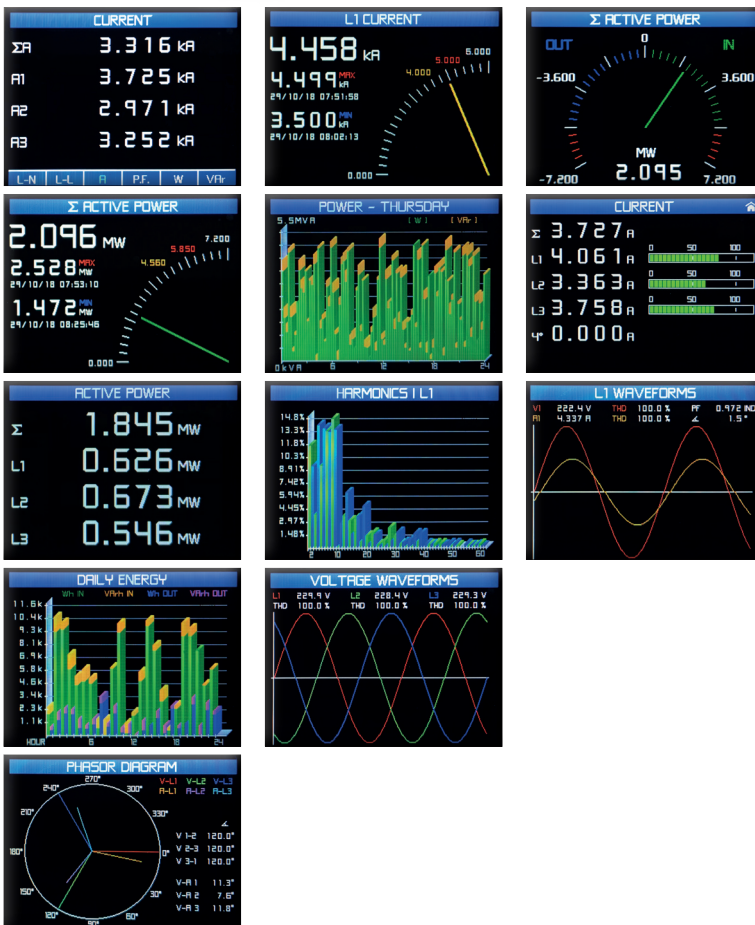 CURRENT
ΣA 3.316 kA
A1 3.725 kA
A2 2.971 kA
A3 3.252 kA
L-N L-L A P.F. W VAr
L1 CURRENT
4.458 kA
4.499 MAX kA
29/10/18 07:51:58
3.500 MIN kA
29/10/18 08:02:13
6.000
5.000
4.000
0.000
Σ ACTIVE POWER
OUT 0 IN
-3.600 3.600
MW
-7.200 2.095 7.200
Σ ACTIVE POWER
2.096 MW
2.528 MAX MW
29/10/18 07:53:10
1.472 MIN MW
29/10/18 08:25:46
7.200
5.850
4.560
0.000
POWER - THURSDAY
5.5MVA [ W ] [ VAr ]
0kVA 6 12 18 24
CURRENT
Σ 3.727 A
L1 4.061 A 0 50 100
L2 3.363 A 0 50 100
L3 3.758 A 0 50 100
4* 0.000 A
ACTIVE POWER
Σ 1.845 MW
L1 0.626 MW
L2 0.673 MW
L3 0.546 MW
HARMONICS I L1
14.8%
13.3%
11.8%
10.3%
8.91%
7.42%
5.94%
4.45%
2.97%
1.48%
2 10 20 30 40 50 60
L1 WAVEFORMS
V1 222.4 V THD 100.0 % PF 0.972 IND
A1 4.337 A THD 100.0 % ∠ 1.5°
DAILY ENERGY
Wh IN VArh IN Wh OUT VArh OUT
11.6k
10.4k
9.3k
8.1k
6.9k
5.8k
4.6k
3.4k
2.3k
1.1k
HOUR 6 12 18 24
VOLTAGE WAVEFORMS
L1 229.9 V L2 228.4 V L3 229.3 V
THD 100.0 % THD 100.0 % THD 100.0 %
PHASOR DIAGRAM
V-L1 V-L2 V-L3
A-L1 A-L2 A-L3
270°
240° 300°
210° 330°
180° 0°
150° 30°
120° 60°
90°
∠
V 1-2 120.0°
V 2-3 120.0°
V 3-1 120.0°
V-A 1 11.3°
V-A 2 7.6°
V-A 3 11.8°